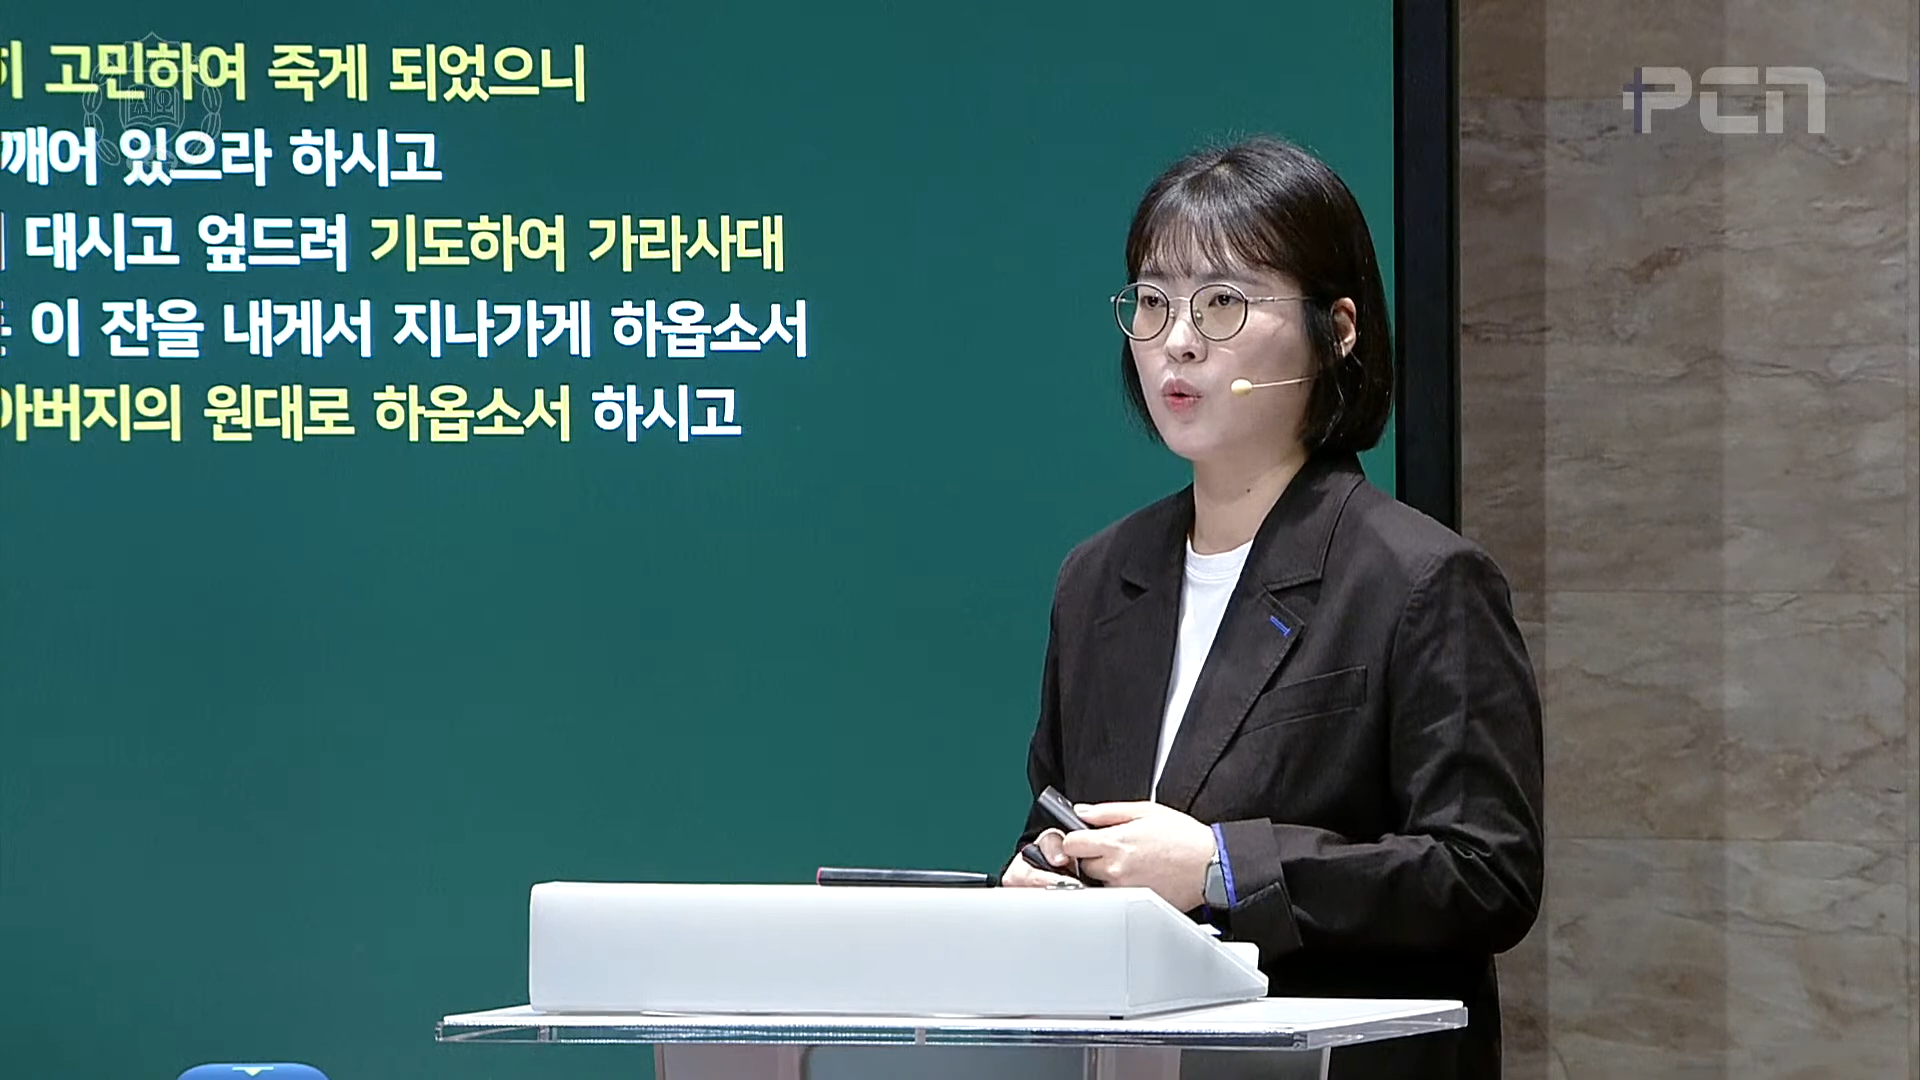 히 고민하여 죽게 되었으니
깨어 있으라 하시고
대시고 엎드려 기도하여 가라사대
이 잔을 내게서 지나가게 하옵소서
아버지의 원대로 하옵소서 하시고
PCN